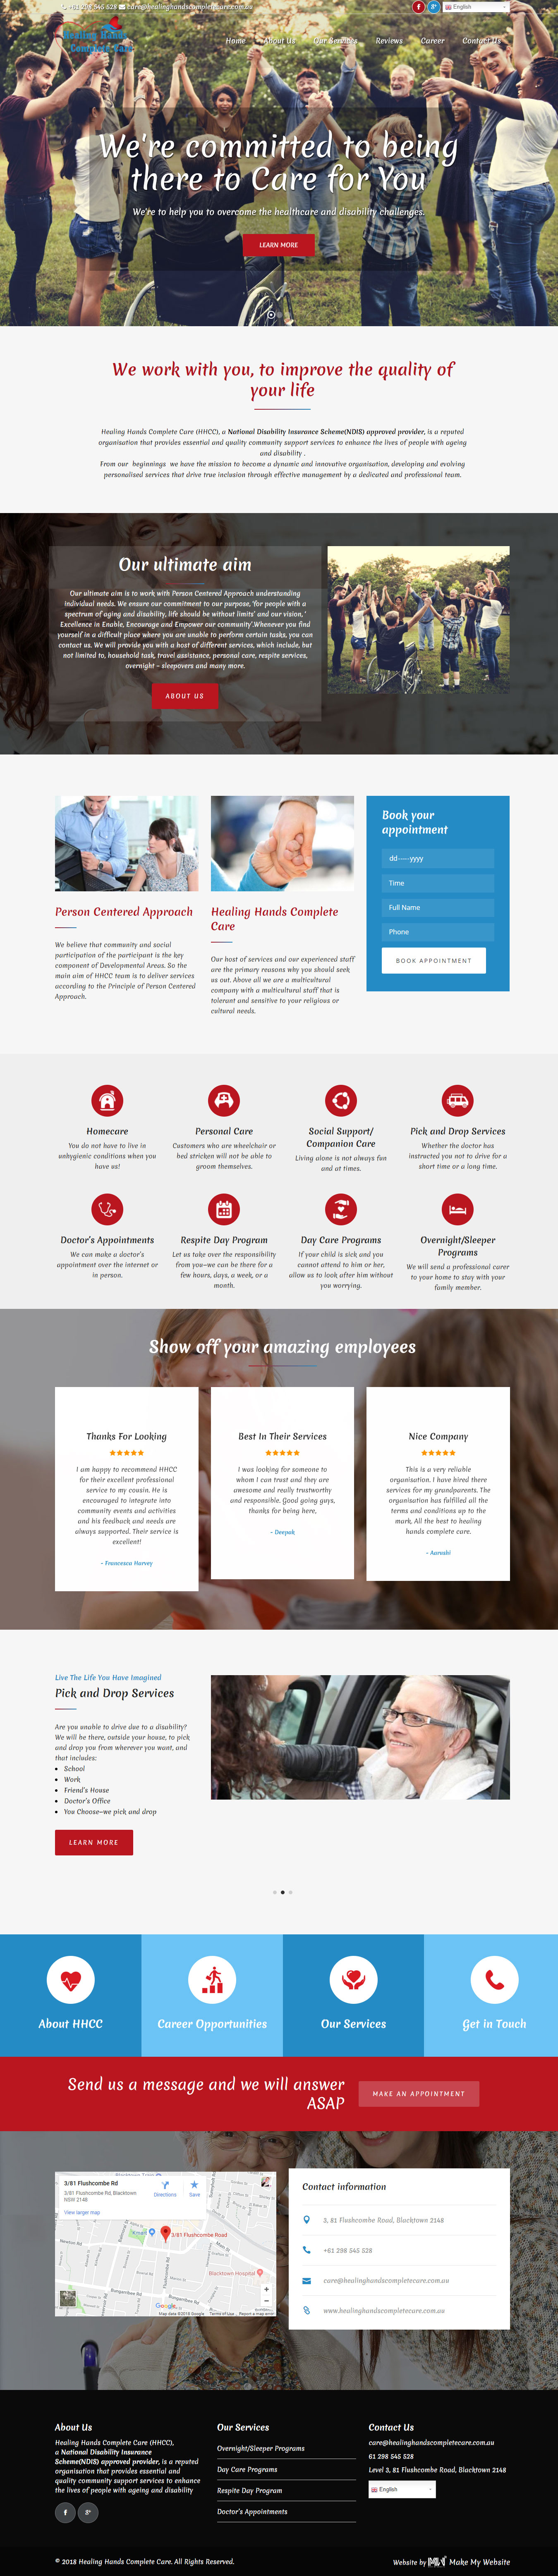 +61 298 545 528 care@healinghandscompletecare.com.au
English
Healing Hands
Complete Care
Home About Us Our Services Reviews Career Contact Us
We're committed to being
there to Care for You
We're to help you to overcome the healthcare and disability challenges.
LEARN MORE
We work with you, to improve the quality of
your life
Healing Hands Complete Care (HHCC), a National Disability Insurance Scheme(NDIS) approved provider, is a reputed
organisation that provides essential and quality community support services to enhance the lives of people with ageing
and disability .
From our beginnings we have the mission to become a dynamic and innovative organisation, developing and evolving
personalised services that drive true inclusion through effective management by a dedicated and professional team.
Our ultimate aim
Our ultimate aim is to work with Person Centered Approach understanding
individual needs. We ensure our commitment to our purpose, 'for people with a
spectrum of aging and disability, life should be without limits' and our vision, '
Excellence in Enable, Encourage and Empower our community'.Whenever you find
yourself in a difficult place where you are unable to perform certain tasks, you can
contact us. We will provide you with a host of different services, which include, but
not limited to, household task, travel assistance, personal care, respite services,
overnight – sleepovers and many more.
ABOUT US
Person Centered Approach
We believe that community and social
participation of the participant is the key
component of Developmental Areas. So the
main aim of HHCC team is to deliver services
according to the Principle of Person Centered
Approach.
Healing Hands Complete
Care
Our host of services and our experienced staff
are the primary reasons why you should seek
us out. Above all we are a multicultural
company with a multicultural staff that is
tolerant and sensitive to your religious or
cultural needs.
Book your
appointment
dd-----yyyy
Time
Full Name
Phone
BOOK APPOINTMENT
Homecare
You do not have to live in
unhygienic conditions when you
have us!
Personal Care
Customers who are wheelchair or
bed stricken will not be able to
groom themselves.
Social Support/
Companion Care
Living alone is not always fun
and at times.
Pick and Drop Services
Whether the doctor has
instructed you not to drive for a
short time or a long time.
Doctor's Appointments
We can make a doctor's
appointment over the internet or
in person.
Respite Day Program
Let us take over the responsibility
from you–we can be there for a
few hours, days, a week, or a
month.
Day Care Programs
If your child is sick and you
cannot attend to him or her,
allow us to look after him without
you worrying.
Overnight/Sleeper
Programs
We will send a professional carer
to your home to stay with your
family member.
Show off your amazing employees
Thanks For Looking
I am happy to recommend HHCC
for their excellent professional
service to my cousin. He is
encouraged to integrate into
community events and activities
and his feedback and needs are
always supported. Their service is
excellent!
- Francesca Harvey
Best In Their Services
I was looking for someone to
whom I can trust and they are
awesome and really trustworthy
and responsible. Good going guys,
thanks for being here,
- Deepak
Nice Company
This is a very reliable
organisation. I have hired there
services for my grandparents. The
organisation has fulfilled all the
terms and conditions up to the
mark. All the best to healing
hands complete care.
- Aarushi
Live The Life You Have Imagined
Pick and Drop Services
Are you unable to drive due to a disability?
We will be there, outside your house, to pick
and drop you from wherever you want, and
that includes:
• School
• Work
• Friend's House
• Doctor's Office
• You Choose–we pick and drop
LEARN MORE
About HHCC
Career Opportunities
Our Services
Get in Touch
Send us a message and we will answer
ASAP
MAKE AN APPOINTMENT
3/81 Flushcombe Rd
3/81 Flushcombe Rd, Blacktown
NSW 2148
Directions
Save
View larger map
3/81 Flushcombe Road
Blacktown Hospital
Google
Map data ©2018 Google Terms of Use Report a map error
Contact information
3, 81 Flushcombe Road, Blacktown 2148
+61 298 545 528
care@healinghandscompletecare.com.au
www.healinghandscompletecare.com.au
About Us
Healing Hands Complete Care (HHCC),
a National Disability Insurance
Scheme(NDIS) approved provider, is a reputed
organisation that provides essential and
quality community support services to enhance
the lives of people with ageing and disability
Our Services
Overnight/Sleeper Programs
Day Care Programs
Respite Day Program
Doctor's Appointments
Contact Us
care@healinghandscompletecare.com.au
61 298 545 528
Level 3, 81 Flushcombe Road, Blacktown 2148
English
© 2018 Healing Hands Complete Care. All Rights Reserved.
Website by Make My Website